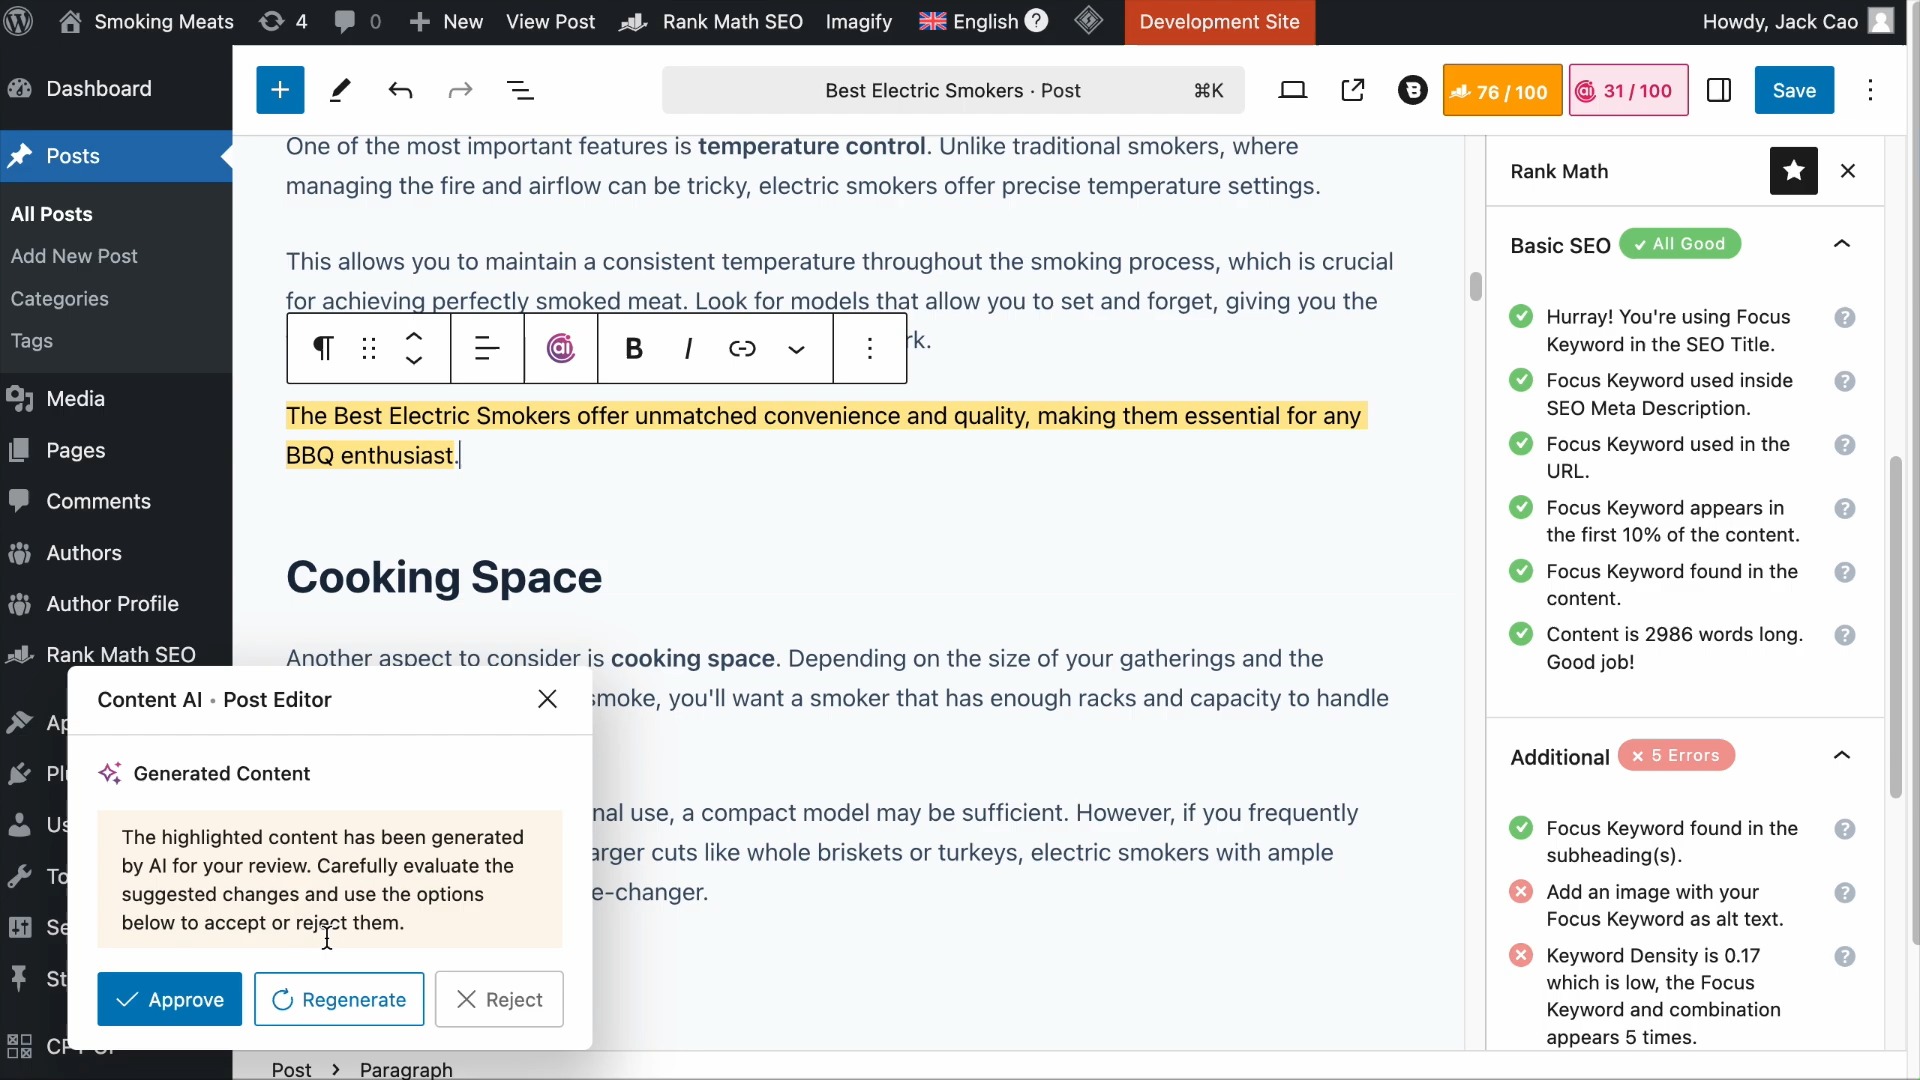 Smoking Meats 4 0 New View Post Rank Math SEO Imagify English ? Development Site Howdy, Jack Cao
Dashboard
Posts
All Posts
Add New Post
Categories
Tags
Media
Pages
Comments
Authors
Author Profile
Rank Math SEO
Ap
Plu
Us
To
Se
St
Best Electric Smokers · Post ⌘K
B
76 / 100
ai 31 / 100
Save
One of the most important features is temperature control. Unlike traditional smokers, where
managing the fire and airflow can be tricky, electric smokers offer precise temperature settings.
This allows you to maintain a consistent temperature throughout the smoking process, which is crucial
for achieving perfectly smoked meat. Look for models that allow you to set and forget, giving you the
rk.
ai B I
The Best Electric Smokers offer unmatched convenience and quality, making them essential for any
BBQ enthusiast.
Cooking Space
Another aspect to consider is cooking space. Depending on the size of your gatherings and the
smoke, you'll want a smoker that has enough racks and capacity to handle
nal use, a compact model may be sufficient. However, if you frequently
arger cuts like whole briskets or turkeys, electric smokers with ample
e-changer.
Content AI • Post Editor
Generated Content
The highlighted content has been generated
by AI for your review. Carefully evaluate the
suggested changes and use the options
below to accept or reject them.
Approve
Regenerate
Reject
Post > Paragraph
Rank Math
Basic SEO All Good
Hurray! You're using Focus
Keyword in the SEO Title.
?
Focus Keyword used inside
SEO Meta Description.
?
Focus Keyword used in the
URL.
?
Focus Keyword appears in
the first 10% of the content.
?
Focus Keyword found in the
content.
?
Content is 2986 words long.
Good job!
?
Additional × 5 Errors
Focus Keyword found in the
subheading(s).
?
Add an image with your
Focus Keyword as alt text.
?
Keyword Density is 0.17
which is low, the Focus
Keyword and combination
appears 5 times.
?